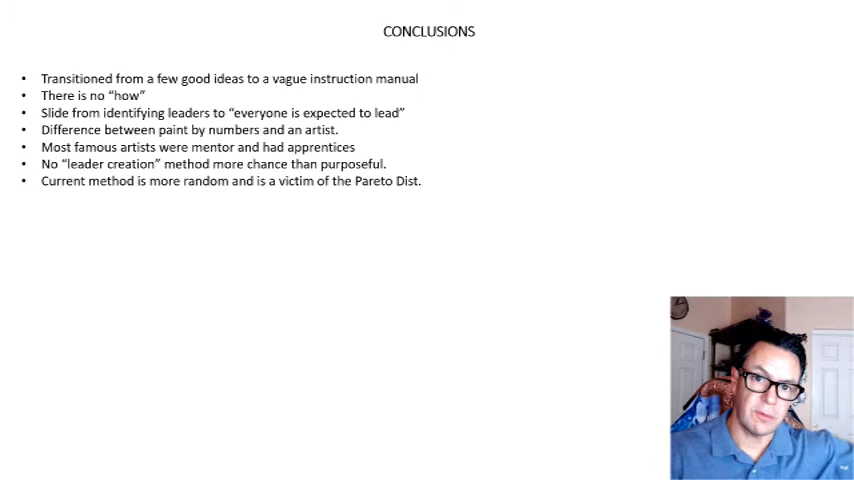 CONCLUSIONS
• Transitioned from a few good ideas to a vague instruction manual
• There is no “how”
• Slide from identifying leaders to “everyone is expected to lead”
• Difference between paint by numbers and an artist.
• Most famous artists were mentor and had apprentices
• No “leader creation” method more chance than purposeful.
• Current method is more random and is a victim of the Pareto Dist.